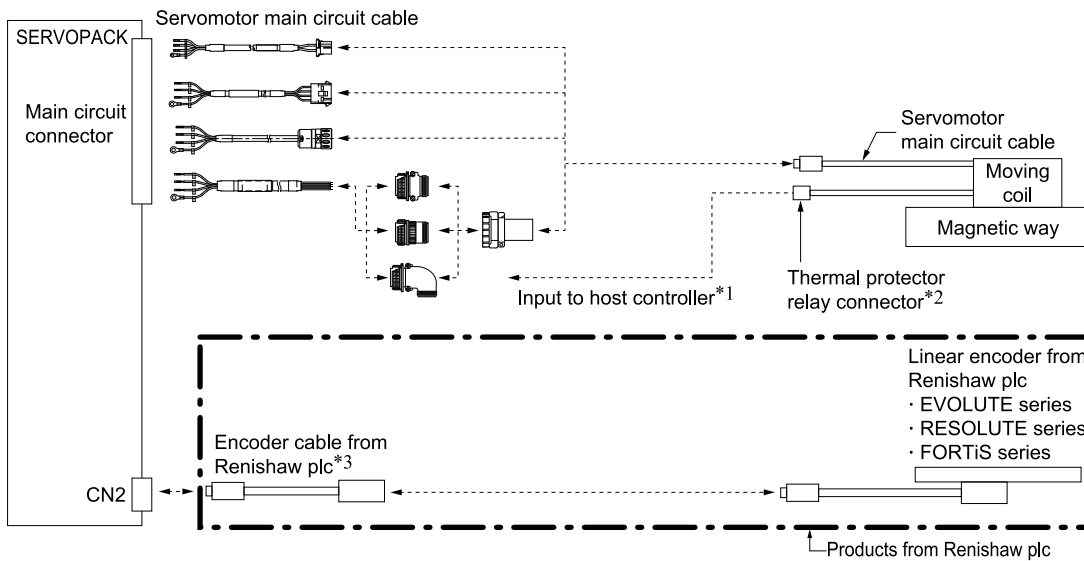 Servomotor main circuit cable
SERVOPACK
Main circuit
connector
Servomotor
main circuit cable
Moving
coil
Magnetic way
Thermal protector
relay connector*2
Input to host controller*1
Linear encoder from
Renishaw plc
· EVOLUTE series
· RESOLUTE series
· FORTiS series
Encoder cable from
Renishaw plc*3
CN2
Products from Renishaw plc